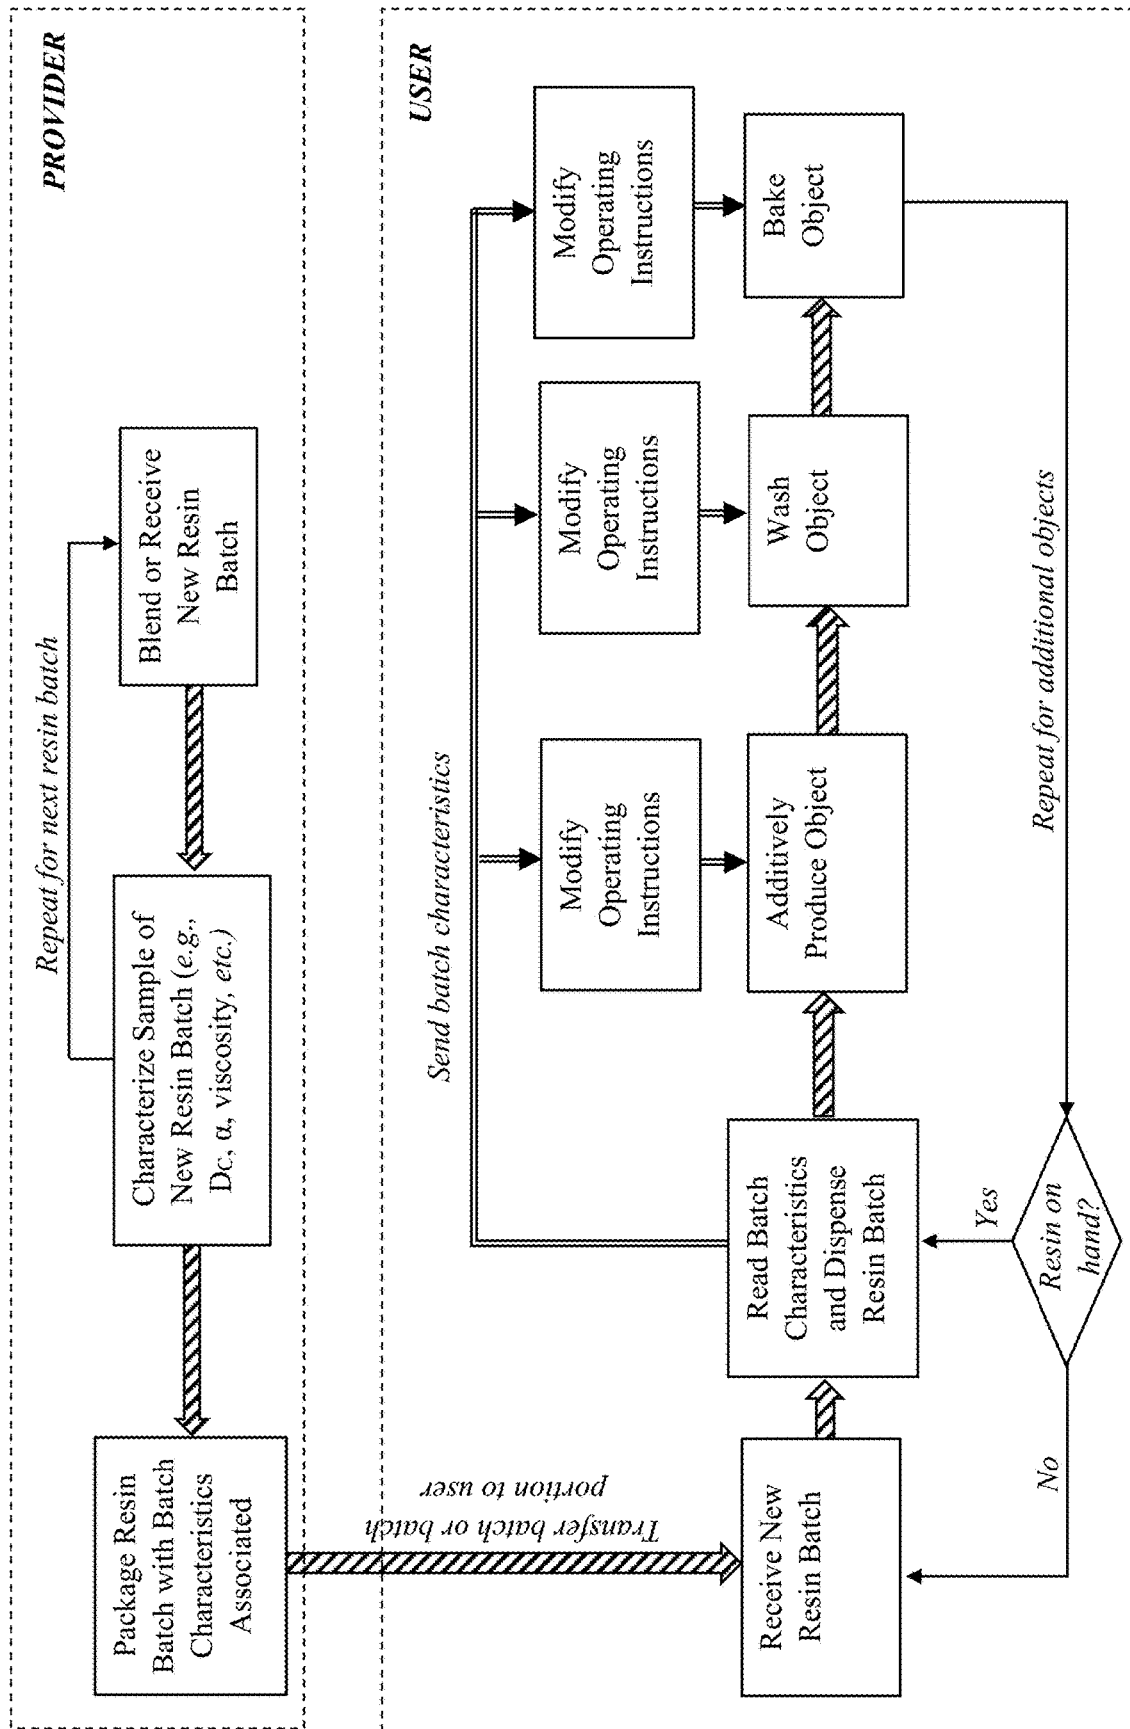 PROVIDER
Repeat for next resin batch
Blend or Receive
New Resin
Batch
Characterize Sample of
New Resin Batch (e.g.,
Dc, α, viscosity, etc.)
Package Resin
Batch with Batch
Characteristics
Associated
Transfer batch or batch
portion to user
USER
Send batch characteristics
Receive New
Resin Batch
Read Batch
Characteristics
and Dispense
Resin Batch
Modify
Operating
Instructions
Additively
Produce Object
Modify
Operating
Instructions
Wash
Object
Modify
Operating
Instructions
Bake
Object
Repeat for additional objects
Resin on
hand?
Yes
No